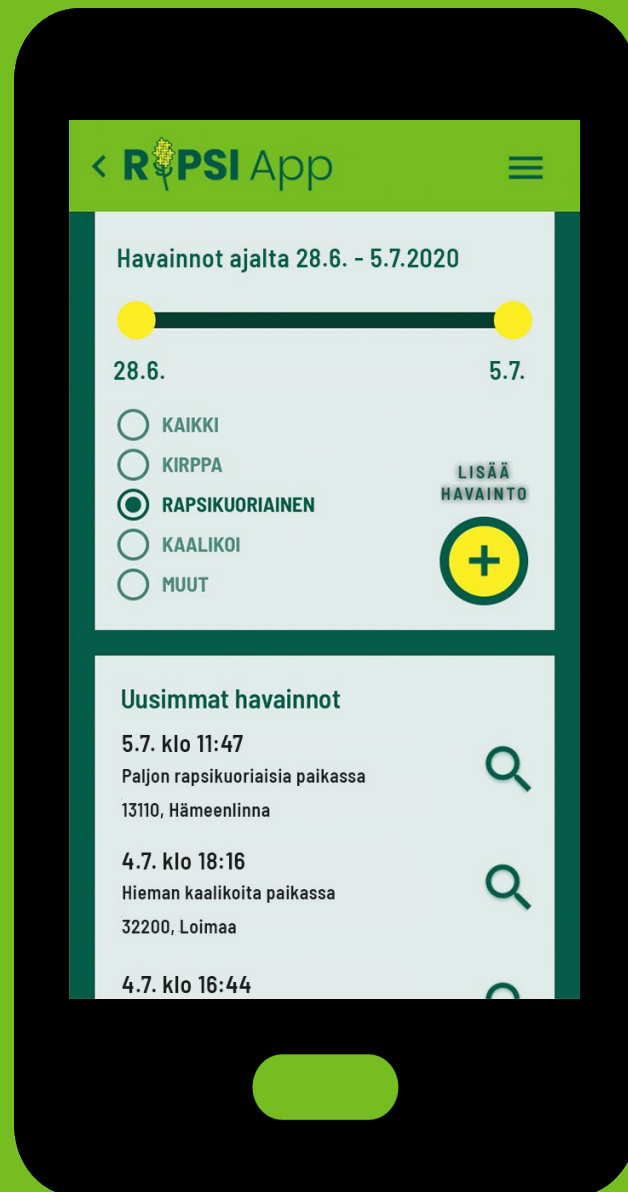 < RAPSI App
Havainnot ajalta 28.6. - 5.7.2020
28.6.
5.7.
KAIKKI
KIRPPA
RAPSIKUORIAINEN
KAALIKOI
MUUT
LISÄÄ
HAVAINTO
+
Uusimmat havainnot
5.7. klo 11:47
Paljon rapsikuoriaisia paikassa
13110, Hämeenlinna
4.7. klo 18:16
Hieman kaalikoita paikassa
32200, Loimaa
4.7. klo 16:44